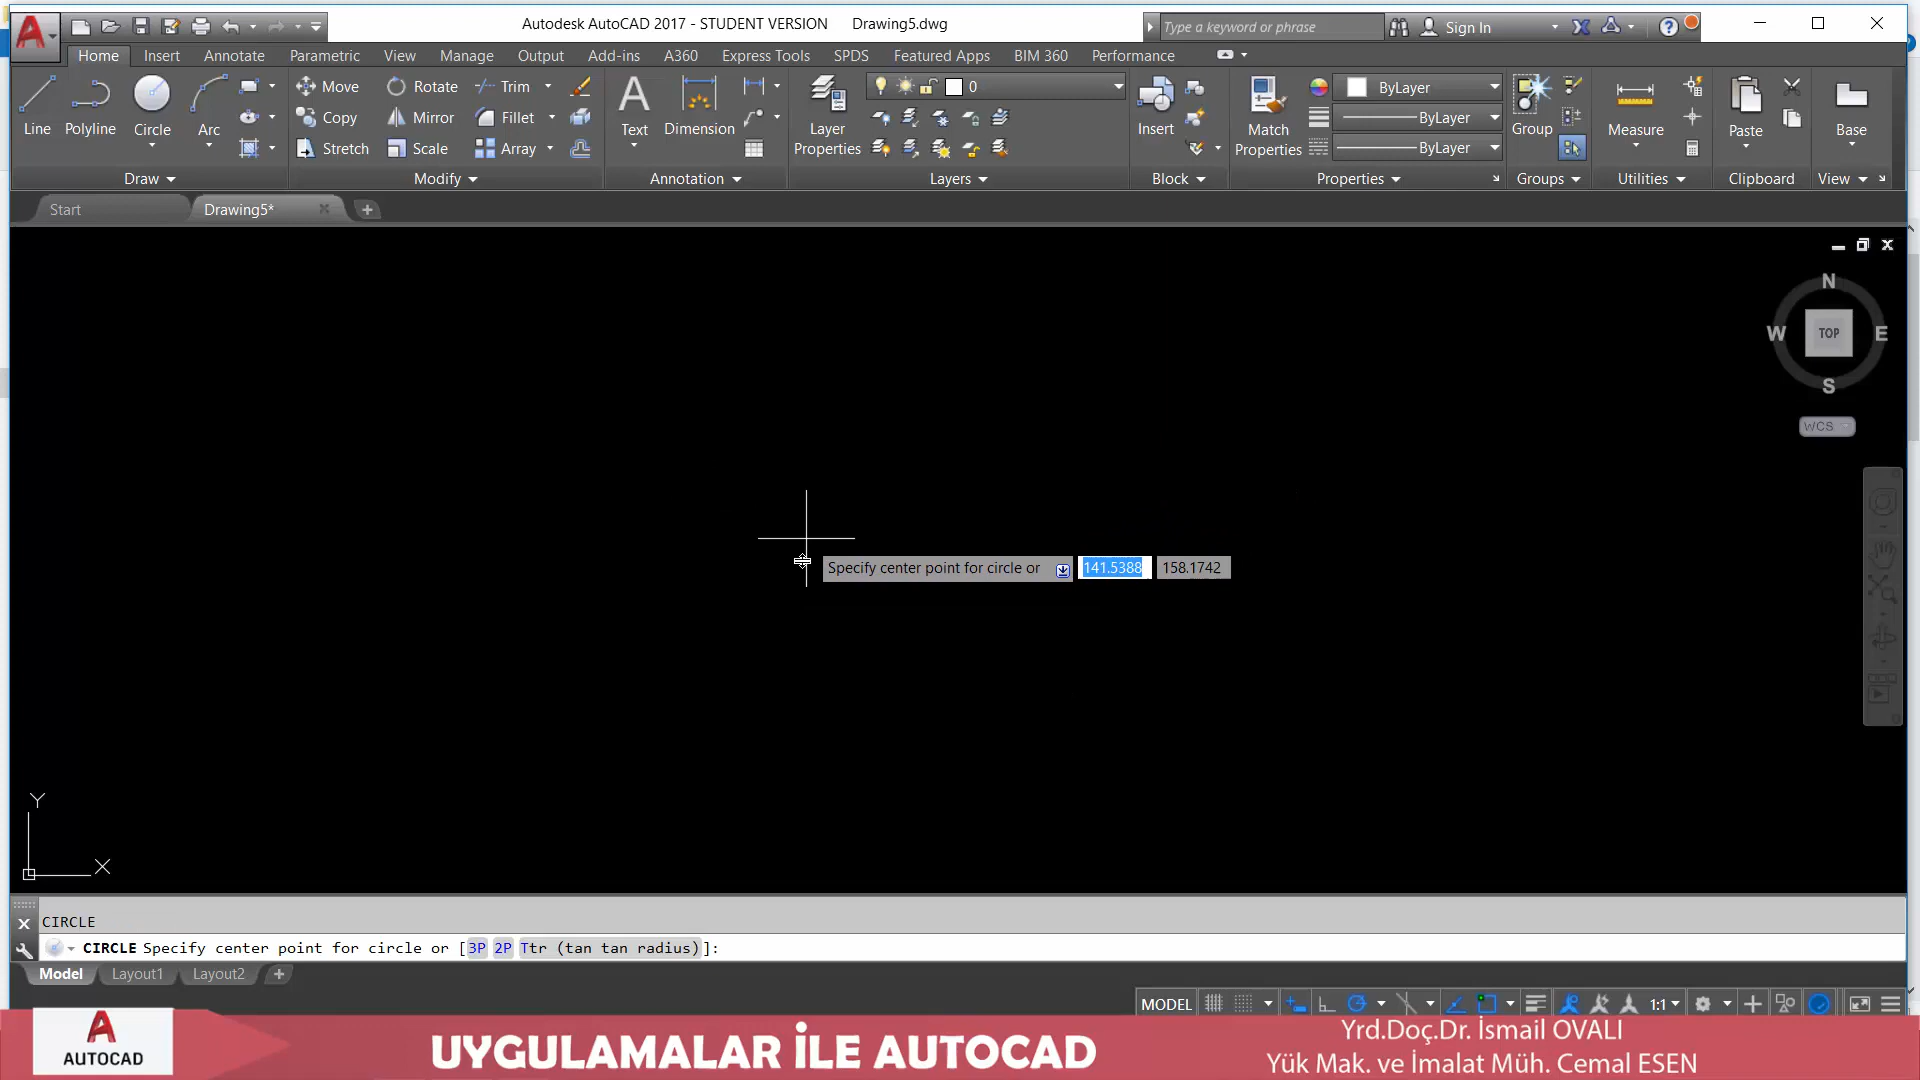 Autodesk AutoCAD 2017 - STUDENT VERSION Drawing5.dwg
Type a keyword or phrase
Sign In
Home Insert Annotate Parametric View Manage Output Add-ins A360 Express Tools SPDS Featured Apps BIM 360 Performance
Line Polyline Circle Arc
Move Rotate Trim
Copy Mirror Fillet
Stretch Scale Array
Text Dimension
Layer Properties
0
Insert
Match Properties
ByLayer
ByLayer
ByLayer
Group
Measure
Paste
Base
Draw Modify Annotation Layers Block Properties Groups Utilities Clipboard View
Start Drawing5*
N
W TOP E
S
WCS
Specify center point for circle or 141.5388 158.1742
Y
X
CIRCLE
CIRCLE Specify center point for circle or [3P 2P Ttr (tan tan radius)]:
Model Layout1 Layout2
MODEL 1:1
A
AUTOCAD
UYGULAMALAR İLE AUTOCAD
Yrd.Doç.Dr. İsmail OVALI
Yük Mak. ve İmalat Müh. Cemal ESEN